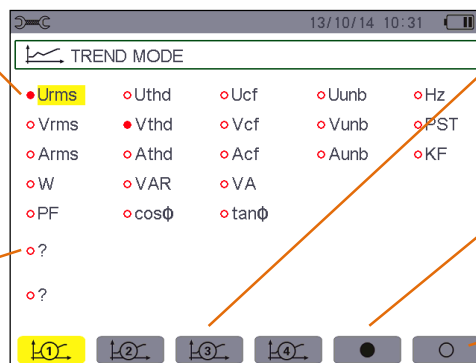 13/10/14 10:31
TREND MODE
Urms Uthd Ucf Uunb Hz
Vrms Vthd Vcf Vunb PST
Arms Athd Acf Aunb KF
W VAR VA
PF cosΦ tanΦ
?
?
1 2 3 4